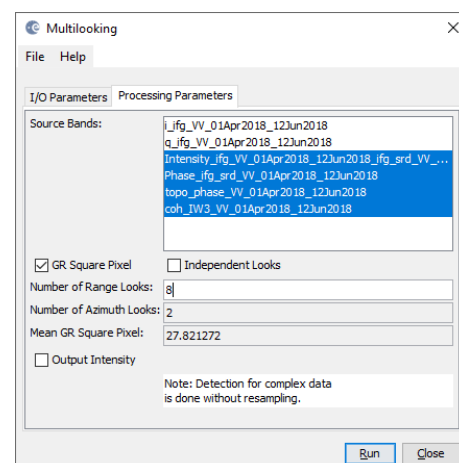 Multilooking
File Help
I/O Parameters Processing Parameters
Source Bands:
i_ifg_VV_01Apr2018_12Jun2018
q_ifg_VV_01Apr2018_12Jun2018
Intensity_ifg_VV_01Apr2018_12Jun2018_ifg_srd_VV_...
Phase_ifg_srd_VV_01Apr2018_12Jun2018
topo_phase_VV_01Apr2018_12Jun2018
coh_IW3_VV_01Apr2018_12Jun2018
GR Square Pixel Independent Looks
Number of Range Looks: 8
Number of Azimuth Looks: 2
Mean GR Square Pixel: 27.821272
Output Intensity
Note: Detection for complex data
is done without resampling.
Run Close